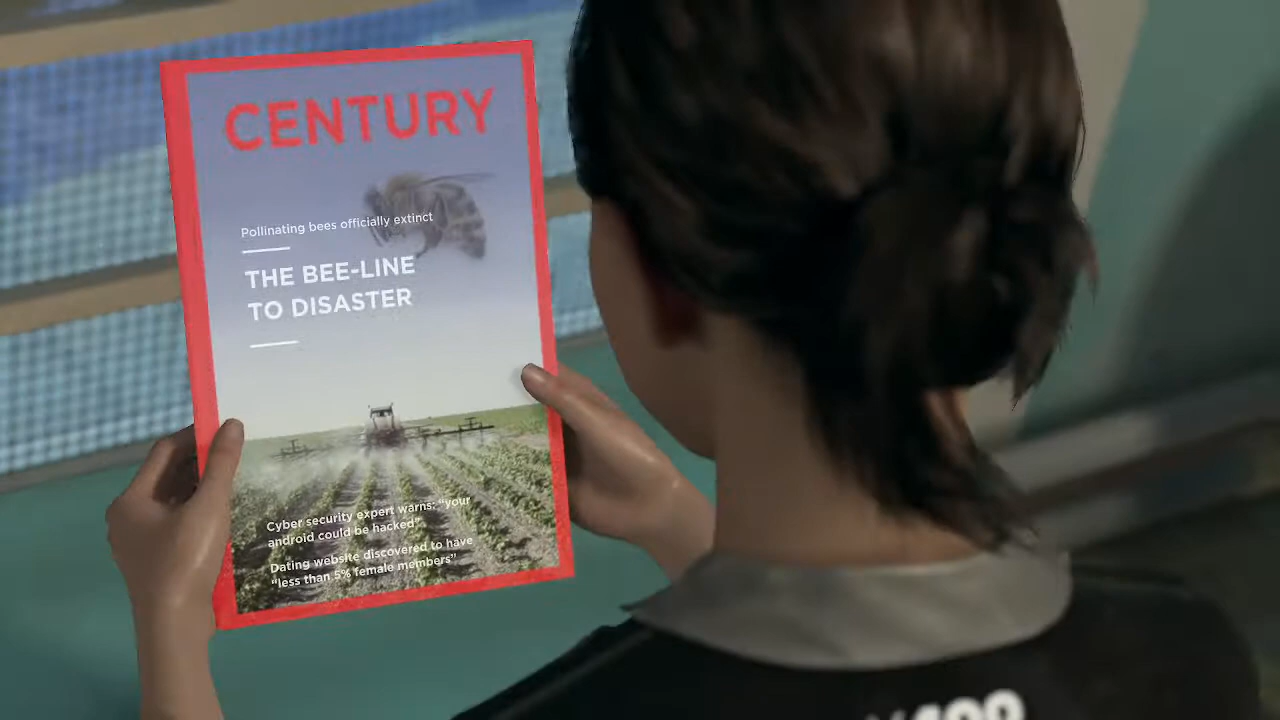 CENTURY
Pollinating bees officially extinct
THE BEE-LINE
TO DISASTER
Cyber security expert warns: “your
android could be hacked”
Dating website discovered to have
“less than 5% female members”